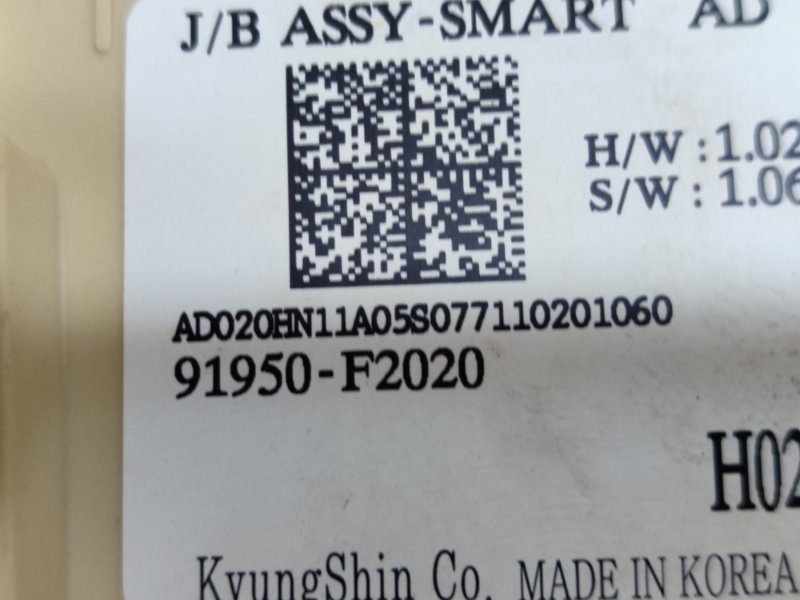 J/B ASSY-SMART AD
H/W : 1.02
S/W : 1.06
AD020HN11A05S077110201060
91950-F2020
H02
KyungShin Co. MADE IN KOREA